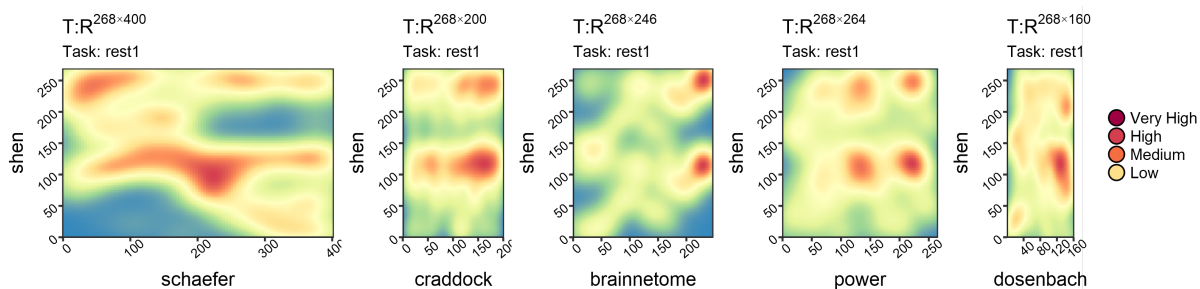 T:R268×400
Task: rest1
shen
250
200
150
100
50
0
0 100 200 300
schaefer
T:R268×200
Task: rest1
shen
250
200
150
100
50
0
0 50 100 150
craddock
T:R268×246
Task: rest1
shen
250
200
150
100
50
0
0 50 100 150 200
brainnetome
T:R268×264
Task: rest1
shen
250
200
150
100
50
0
0 50 100 150 200 250
power
T:R268×160
Task: rest1
shen
250
200
150
100
50
0
40 80 120 160
dosenbach
Very High
High
Medium
Low